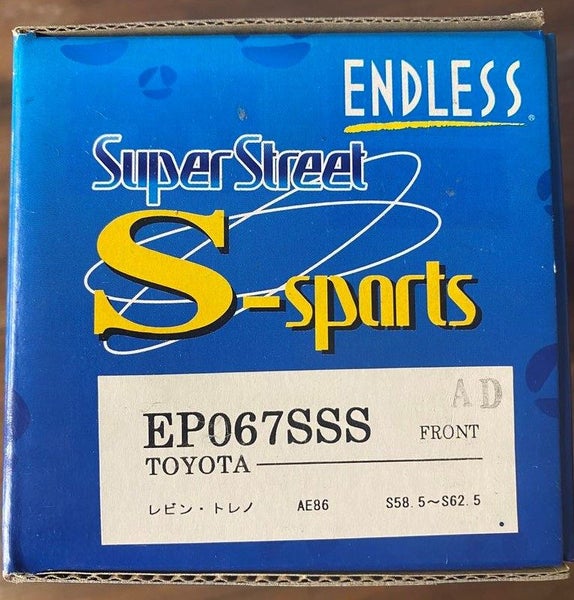 ENDLESS
Super Street
S-sports
AD
EP067SSS FRONT
TOYOTA
レビン・トレノ AE86 S58.5～S62.5